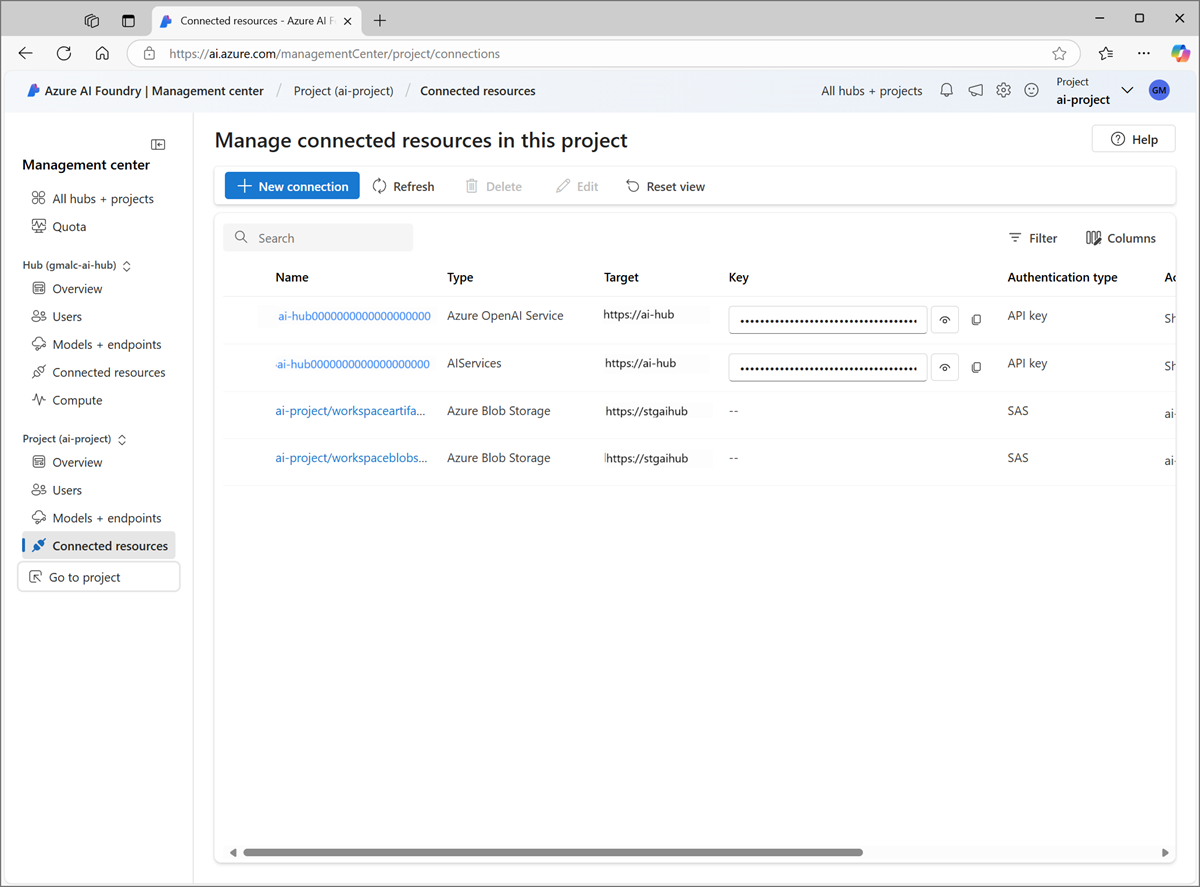 Connected resources - Azure AI F
https://ai.azure.com/managementCenter/project/connections
Azure AI Foundry | Management center / Project (ai-project) / Connected resources
All hubs + projects
Project
ai-project
GM
Management center
All hubs + projects
Quota
Hub (gmalc-ai-hub)
Overview
Users
Models + endpoints
Connected resources
Compute
Project (ai-project)
Overview
Users
Models + endpoints
Connected resources
Go to project
Manage connected resources in this project
Help
New connection Refresh Delete Edit Reset view
Search
Filter Columns
Name Type Target Key Authentication type Ac
ai-hub0000000000000000000 Azure OpenAI Service https://ai-hub •••••••••••••••••••••••••••••••••••• API key Sh
-ai-hub0000000000000000000 AIServices https://ai-hub •••••••••••••••••••••••••••••••••••• API key Sh
ai-project/workspaceartifa... Azure Blob Storage https://stgaihub -- SAS ai-
ai-project/workspaceblobs... Azure Blob Storage https://stgaihub -- SAS ai-